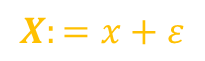 X:= x + ε